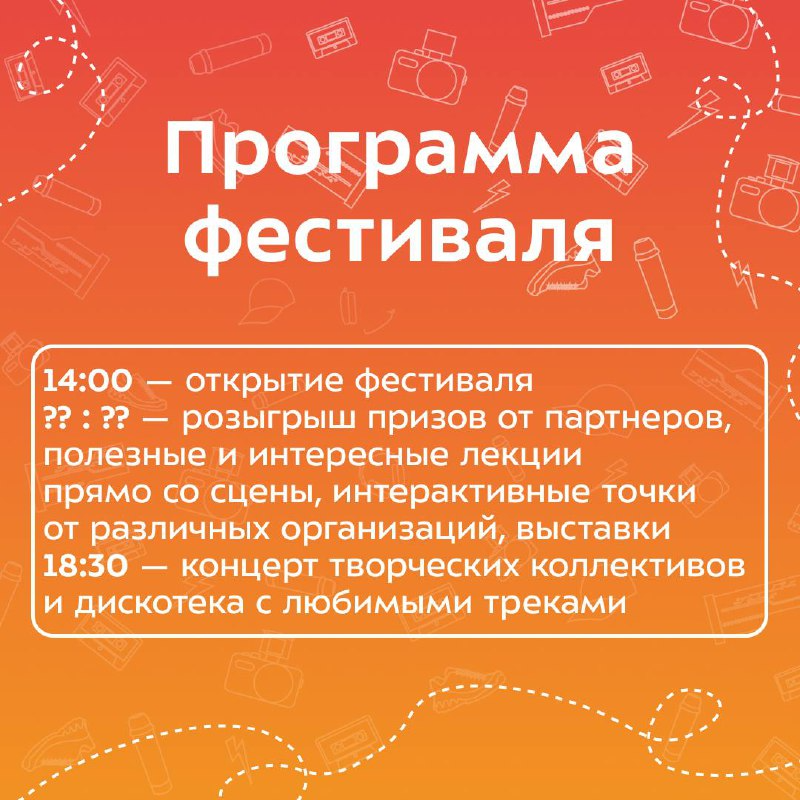 Программа
фестиваля
14:00 — открытие фестиваля
?? : ?? — розыгрыш призов от партнеров,
полезные и интересные лекции
прямо со сцены, интерактивные точки
от различных организаций, выставки
18:30 — концерт творческих коллективов
и дискотека с любимыми треками